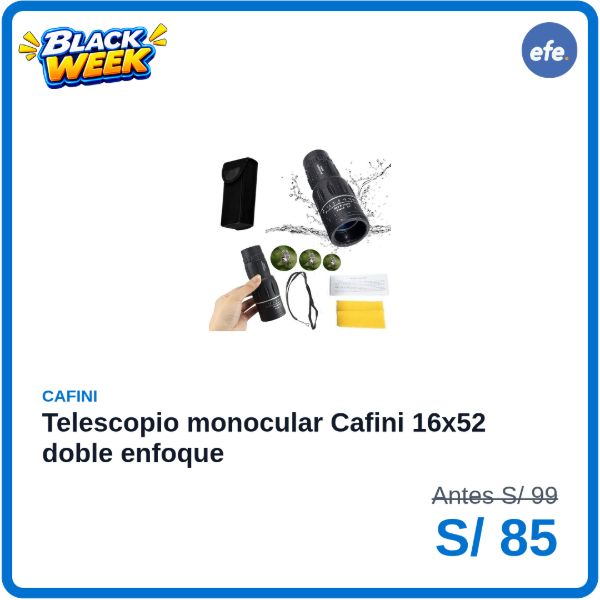 BLACK
WEEK
efe.
CAFINI
Telescopio monocular Cafini 16x52
doble enfoque
Antes S/ 99
S/ 85